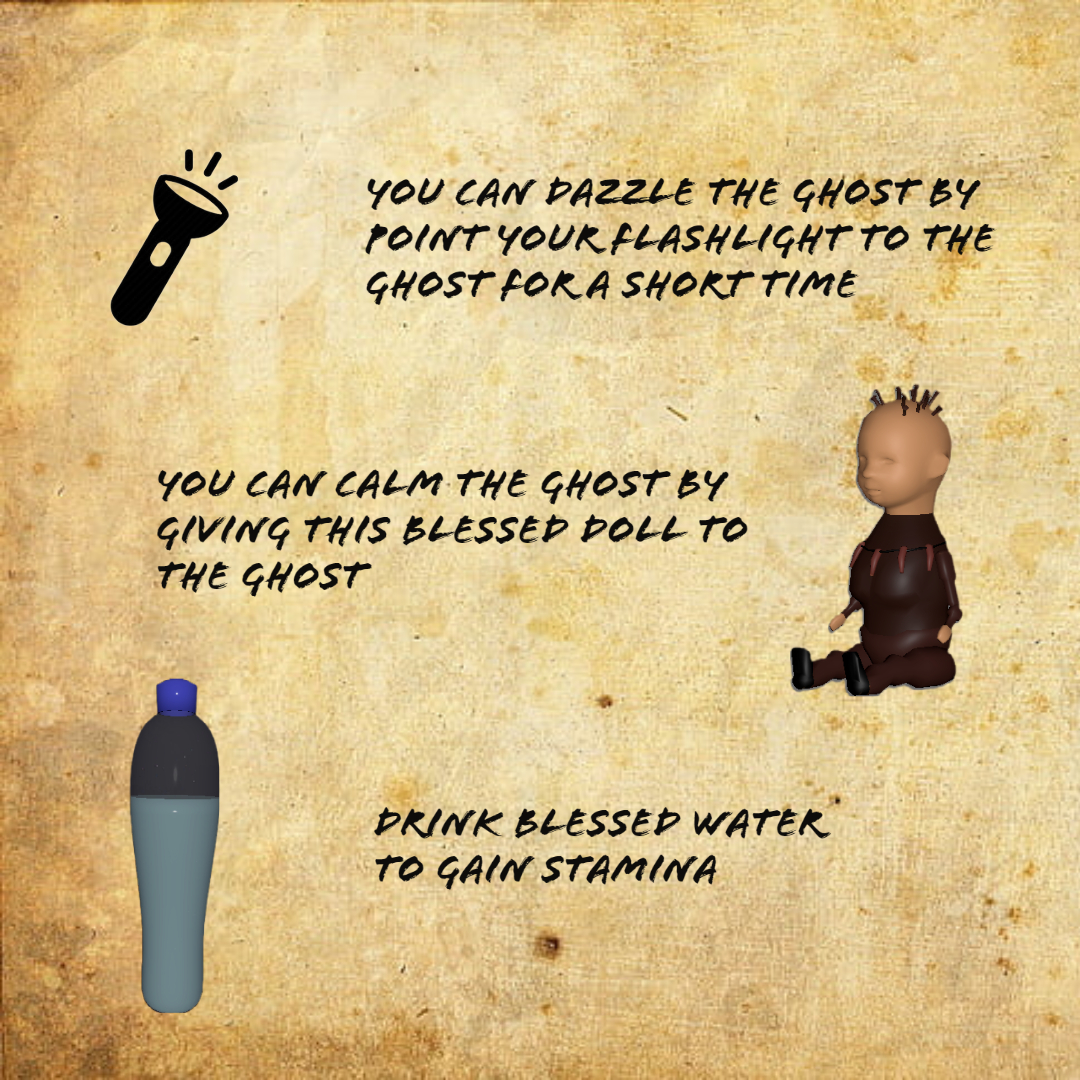 YOU CAN DAZZLE THE GHOST BY
POINT YOUR FLASHLIGHT TO THE
GHOST FOR A SHORT TIME
YOU CAN CALM THE GHOST BY
GIVING THIS BLESSED DOLL TO
THE GHOST
DRINK BLESSED WATER
TO GAIN STAMINA